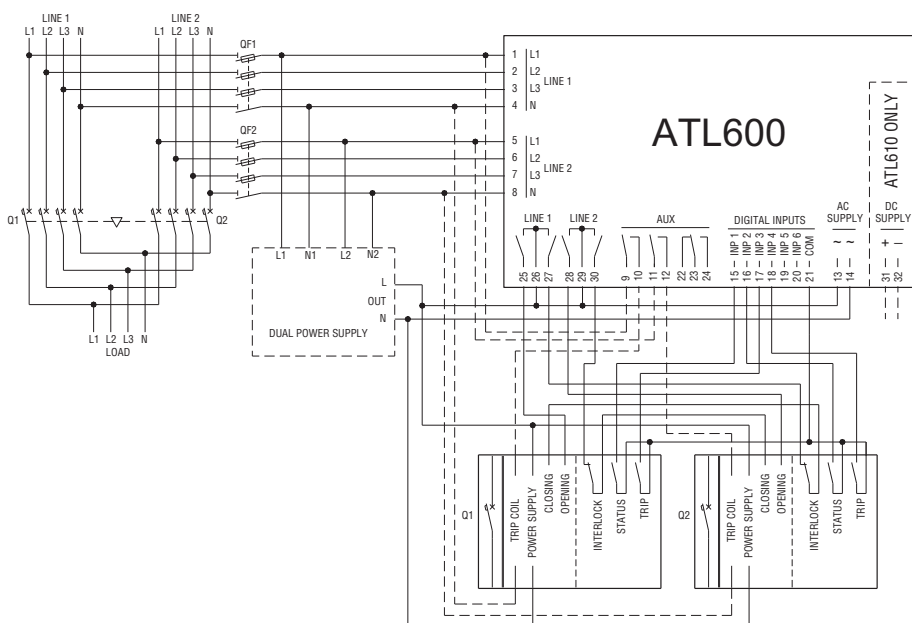 LINE 1
L1 L2 L3 N
LINE 2
L1 L2 L3 N
QF1
QF2
Q1
Q2
L1 L2 L3 N
LOAD
L1 N1 L2 N2
L
OUT
N
DUAL POWER SUPPLY
1 L1
2 L2
3 L3
4 N
LINE 1
5 L1
6 L2
7 L3
8 N
LINE 2
ATL600
ATL610 ONLY
LINE 1
LINE 2
AUX
DIGITAL INPUTS
AC SUPPLY
DC SUPPLY
25
26
27
28
29
30
9
10
11
12
22
23
24
15 – INP 1
16 – INP 2
17 – INP 3
18 – INP 4
19 – INP 5
20 – INP 6
21 – COM
13 ~
14 ~
31 +
32 –
Q1
TRIP COIL
POWER SUPPLY
CLOSING
OPENING
INTERLOCK
STATUS
TRIP
Q2
TRIP COIL
POWER SUPPLY
CLOSING
OPENING
INTERLOCK
STATUS
TRIP